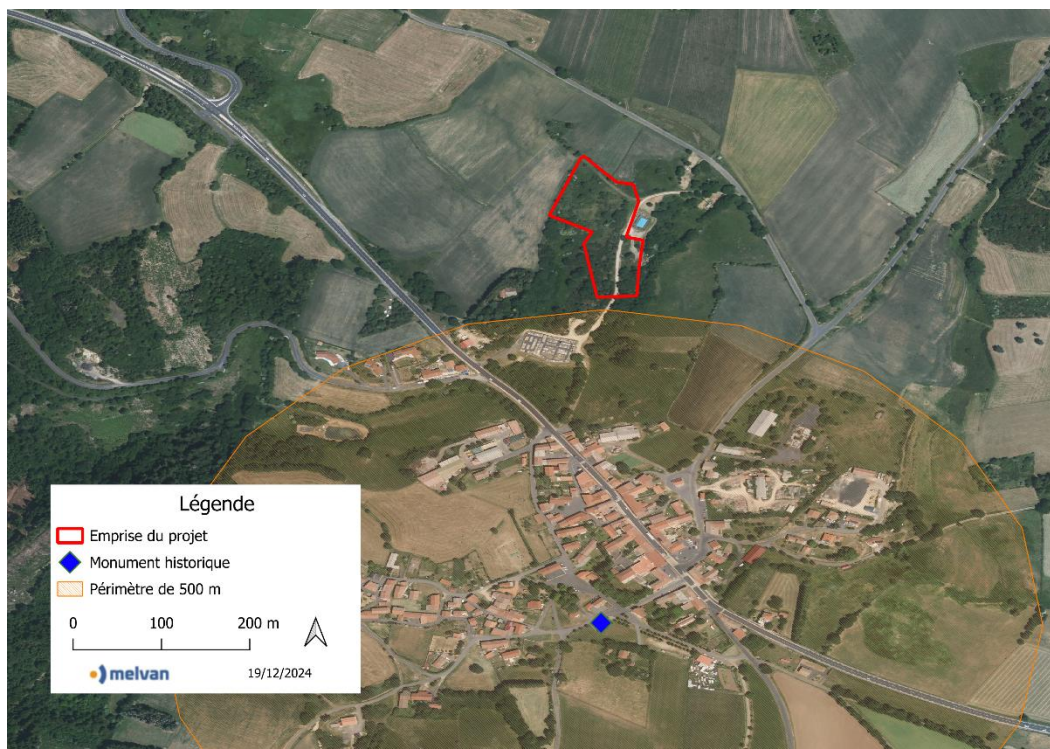 Légende
Emprise du projet
Monument historique
Périmètre de 500 m
0 100 200 m
melvan 19/12/2024